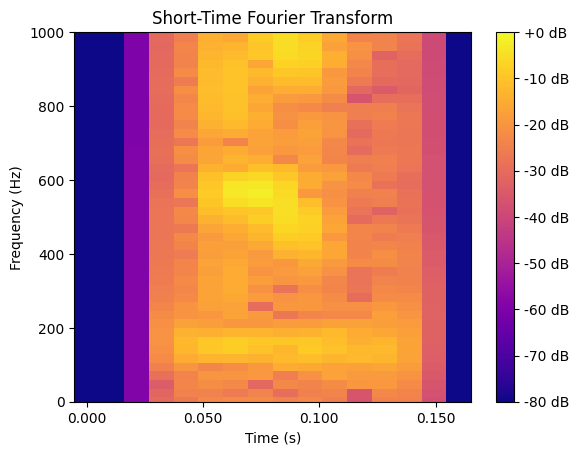 Short-Time Fourier Transform
1000
800
600
400
200
0
Frequency (Hz)
0.000
0.050
0.100
0.150
Time (s)
+0 dB
-10 dB
-20 dB
-30 dB
-40 dB
-50 dB
-60 dB
-70 dB
-80 dB